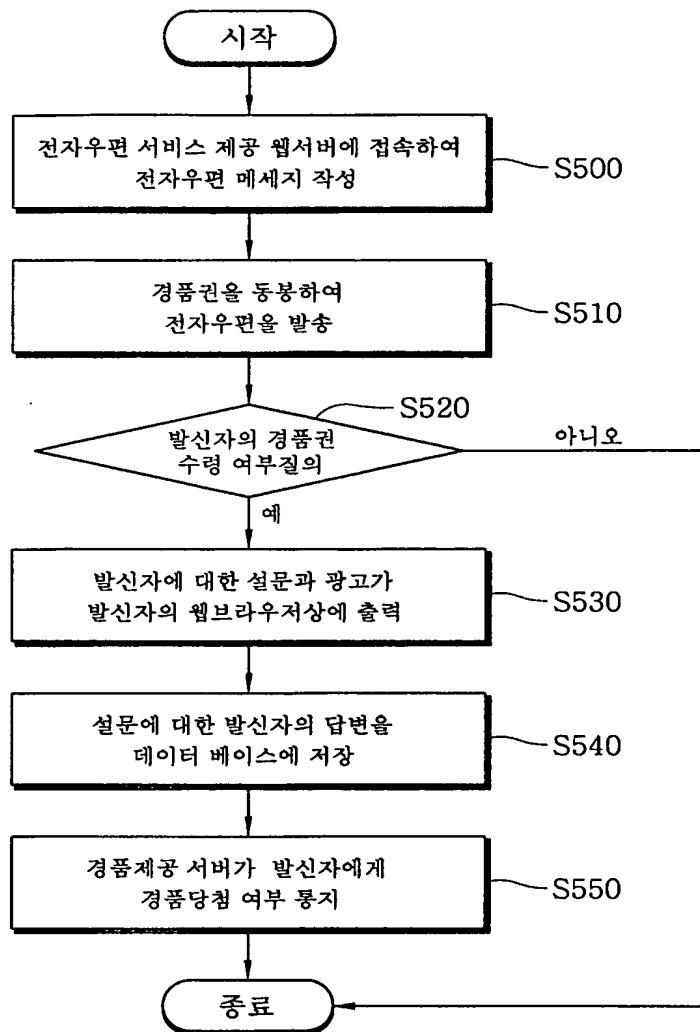 시작
전자우편 서비스 제공 웹서버에 접속하여
전자우편 메세지 작성
S500
경품권을 동봉하여
전자우편을 발송
S510
S520
발신자의 경품권
수령 여부질의
아니오
예
발신자에 대한 설문과 광고가
발신자의 웹브라우저상에 출력
S530
설문에 대한 발신자의 답변을
데이터 베이스에 저장
S540
경품제공 서버가 발신자에게
경품당첨 여부 통지
S550
종료